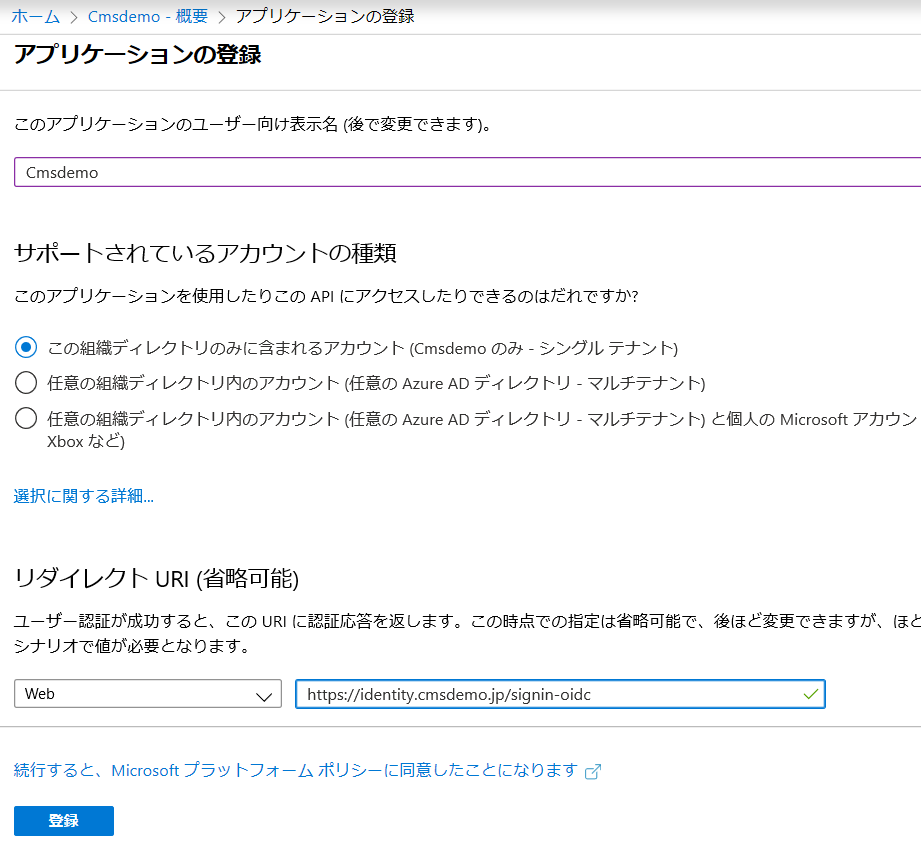 ホーム > Cmsdemo - 概要 > アプリケーションの登録
アプリケーションの登録
このアプリケーションのユーザー向け表示名 (後で変更できます)。
Cmsdemo
サポートされているアカウントの種類
このアプリケーションを使用したりこの API にアクセスしたりできるのはだれですか?
この組織ディレクトリのみに含まれるアカウント (Cmsdemo のみ - シングル テナント)
任意の組織ディレクトリ内のアカウント (任意の Azure AD ディレクトリ - マルチテナント)
任意の組織ディレクトリ内のアカウント (任意の Azure AD ディレクトリ - マルチテナント) と個人の Microsoft アカウン
Xbox など)
選択に関する詳細...
リダイレクト URI (省略可能)
ユーザー認証が成功すると、この URI に認証応答を返します。この時点での指定は省略可能で、後ほど変更できますが、ほと
シナリオで値が必要となります。
Web
https://identity.cmsdemo.jp/signin-oidc
続行すると、Microsoft プラットフォーム ポリシーに同意したことになります
登録